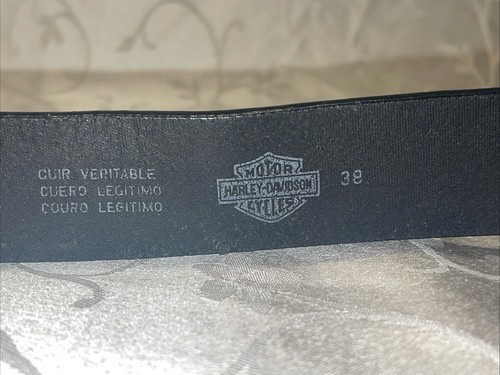 CUIR VERITABLE
CUERO LEGITIMO
COURO LEGITIMO
MOTOR
HARLEY-DAVIDSON
CYCLES
38